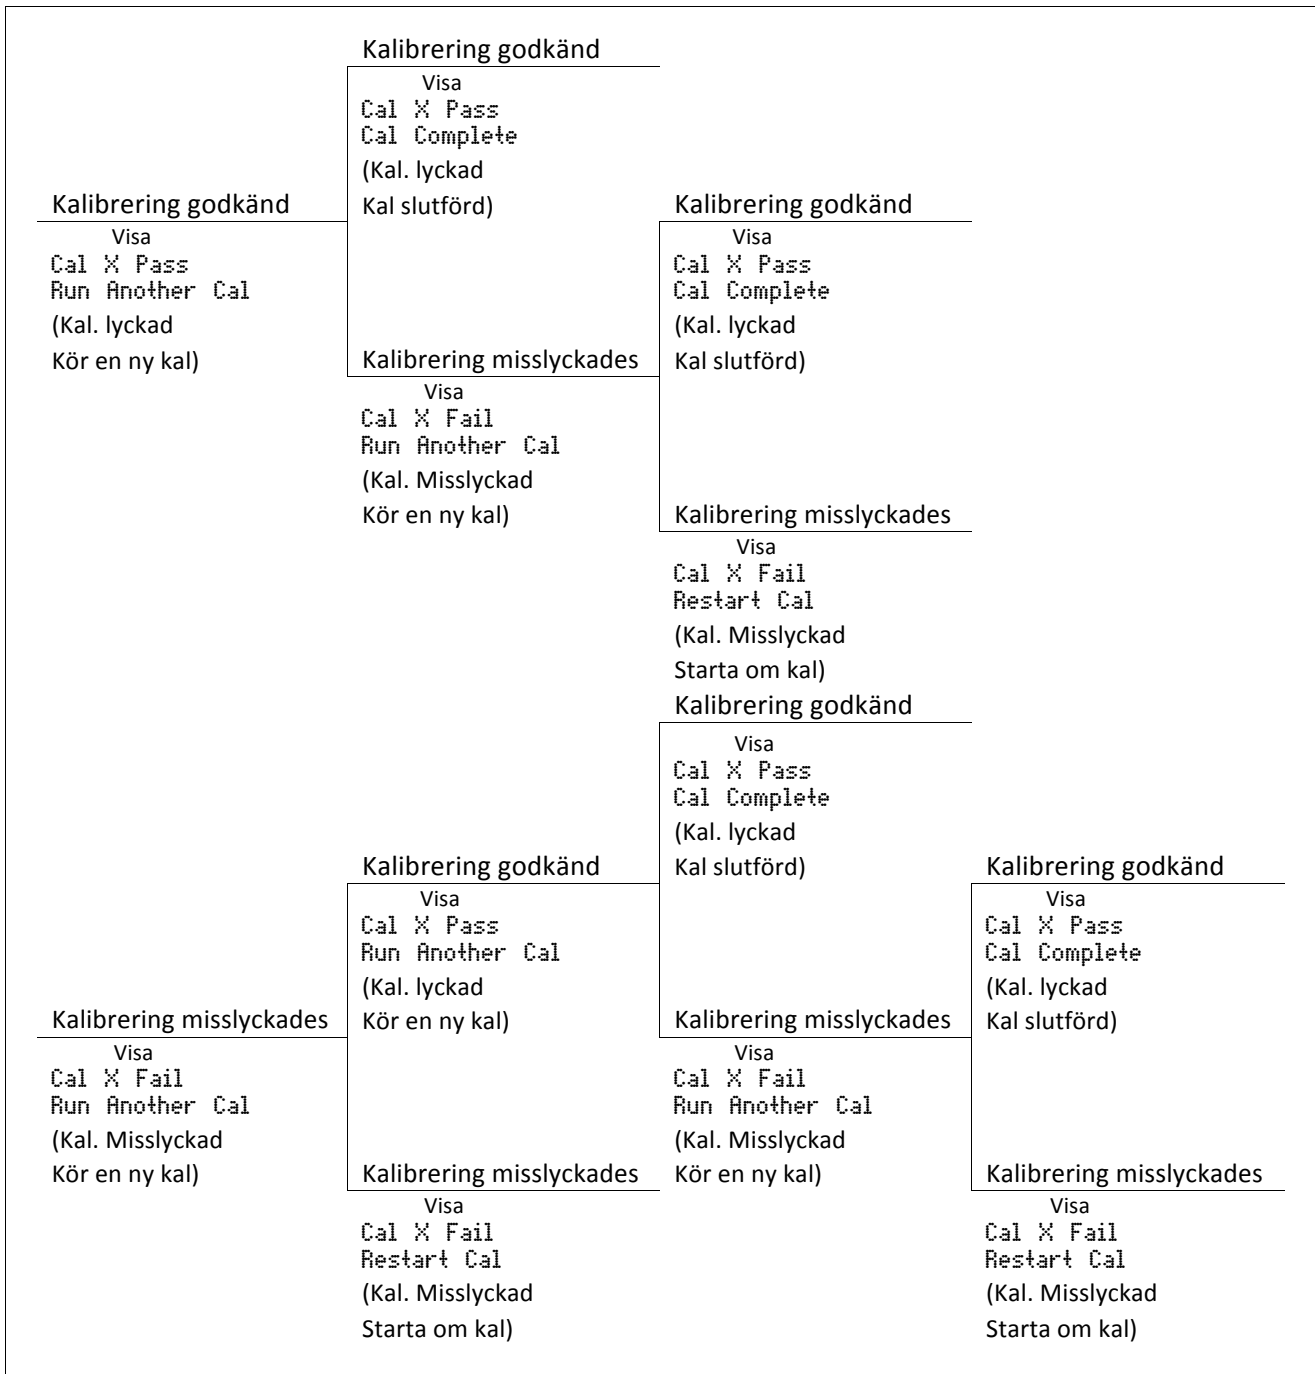 Kalibrering godkänd
Visa
Cal X Pass
Cal Complete
(Kal. lyckad
Kal slutförd)
Kalibrering godkänd
Visa
Cal X Pass
Run Another Cal
(Kal. lyckad
Kör en ny kal)
Kalibrering godkänd
Visa
Cal X Pass
Cal Complete
(Kal. lyckad
Kal slutförd)
Kalibrering misslyckades
Visa
Cal X Fail
Run Another Cal
(Kal. Misslyckad
Kör en ny kal)
Kalibrering misslyckades
Visa
Cal X Fail
Restart Cal
(Kal. Misslyckad
Starta om kal)
Kalibrering godkänd
Visa
Cal X Pass
Cal Complete
(Kal. lyckad
Kal slutförd)
Kalibrering godkänd
Visa
Cal X Pass
Run Another Cal
(Kal. lyckad
Kör en ny kal)
Kalibrering godkänd
Visa
Cal X Pass
Cal Complete
(Kal. lyckad
Kal slutförd)
Kalibrering misslyckades
Visa
Cal X Fail
Run Another Cal
(Kal. Misslyckad
Kör en ny kal)
Kalibrering misslyckades
Visa
Cal X Fail
Run Another Cal
(Kal. Misslyckad
Kör en ny kal)
Kalibrering misslyckades
Visa
Cal X Fail
Restart Cal
(Kal. Misslyckad
Starta om kal)
Kalibrering misslyckades
Visa
Cal X Fail
Restart Cal
(Kal. Misslyckad
Starta om kal)